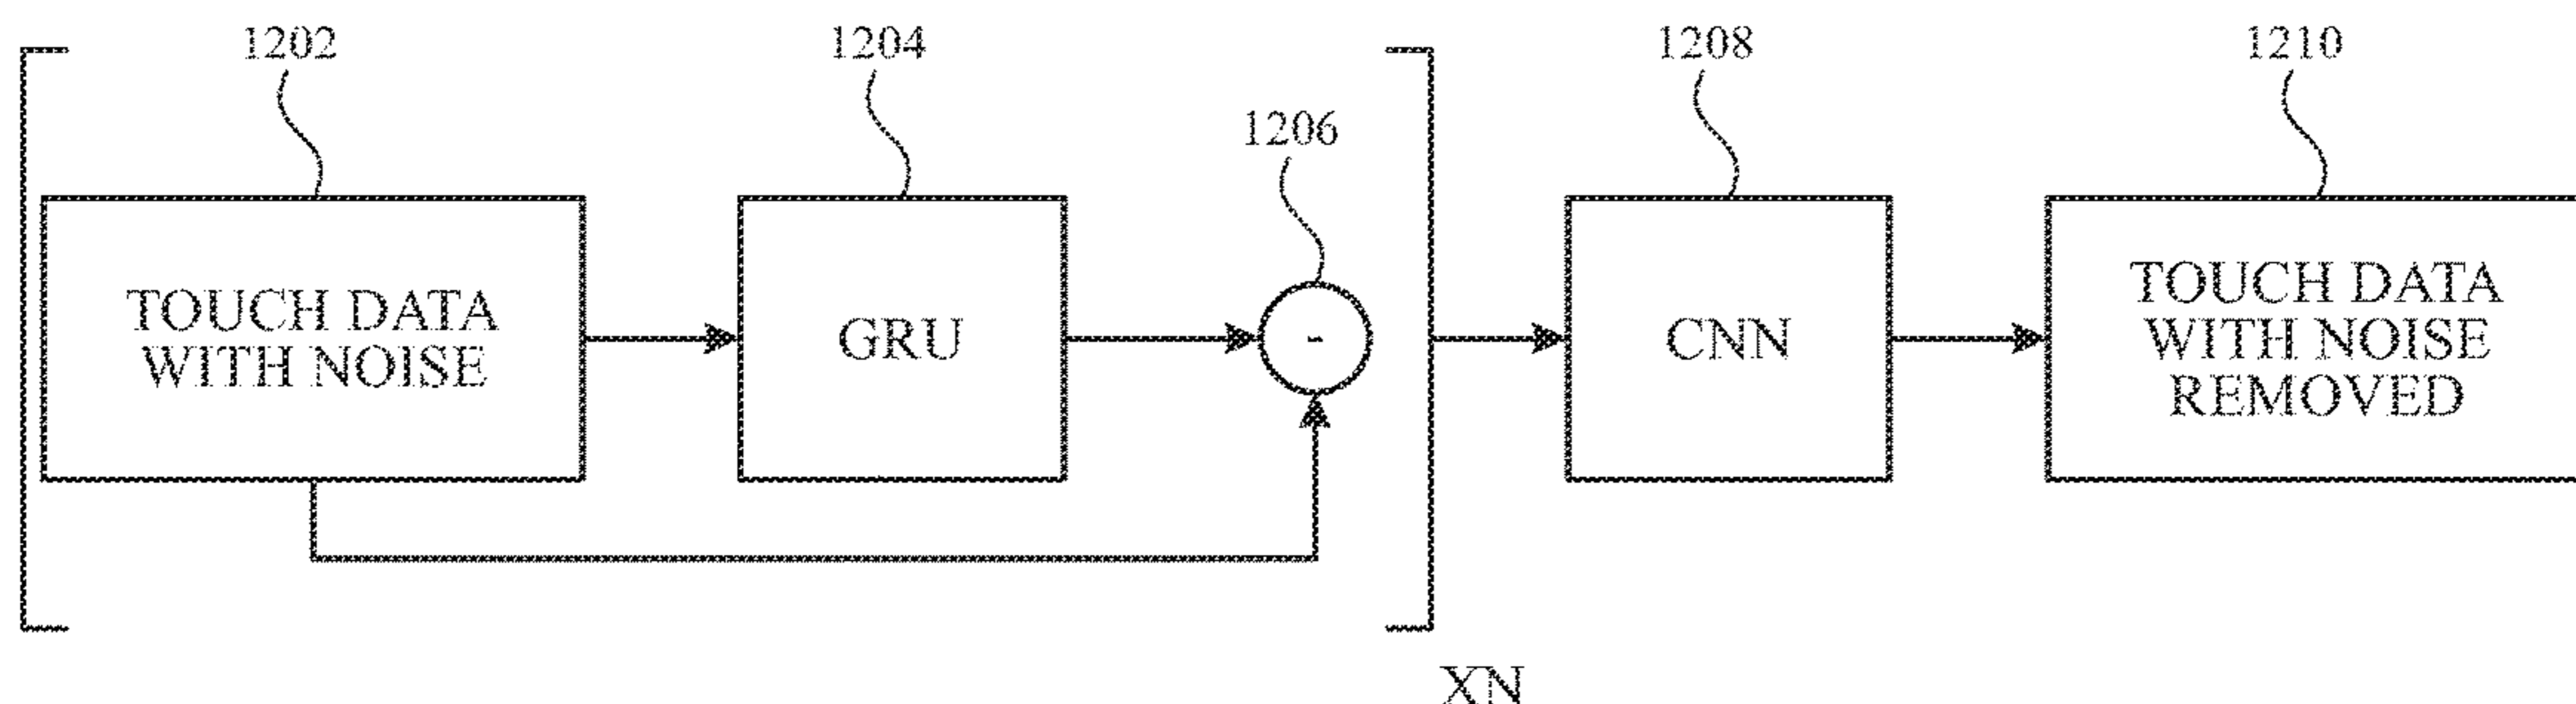 1202
1204
1206
1208
1210
TOUCH DATA
WITH NOISE
GRU
-
CNN
TOUCH DATA
WITH NOISE
REMOVED
XN